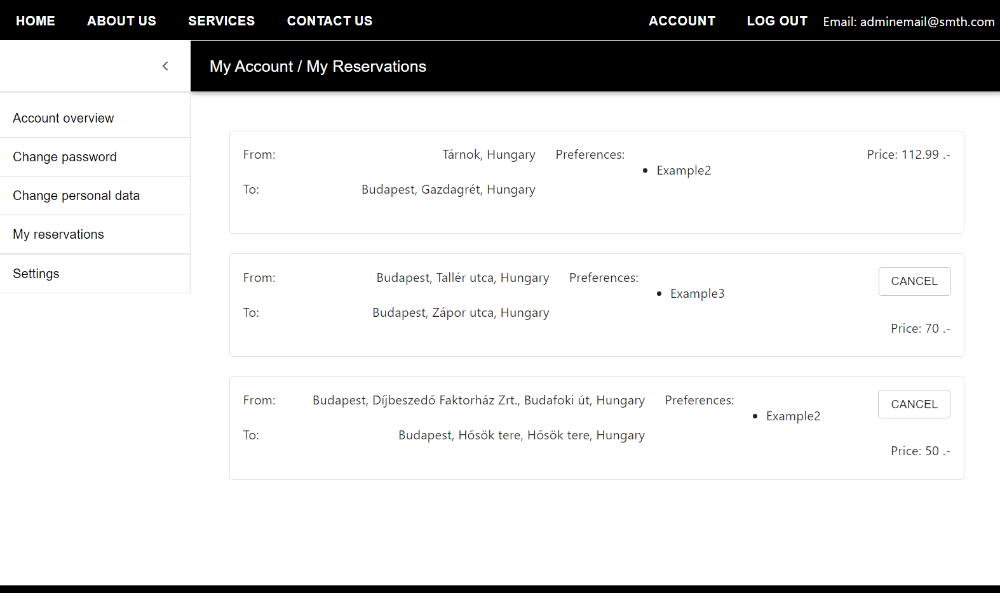 HOME ABOUT US SERVICES CONTACT US ACCOUNT LOG OUT Email: adminemail@smth.com
My Account / My Reservations
Account overview
Change password
Change personal data
My reservations
Settings
From: Tárnok, Hungary Preferences: Price: 112.99 .-
• Example2
To: Budapest, Gazdagrét, Hungary
From: Budapest, Tallér utca, Hungary Preferences: CANCEL
• Example3
To: Budapest, Zápor utca, Hungary
Price: 70 .-
From: Budapest, Díjbeszedő Faktorház Zrt., Budafoki út, Hungary Preferences: CANCEL
• Example2
To: Budapest, Hősök tere, Hősök tere, Hungary
Price: 50 .-